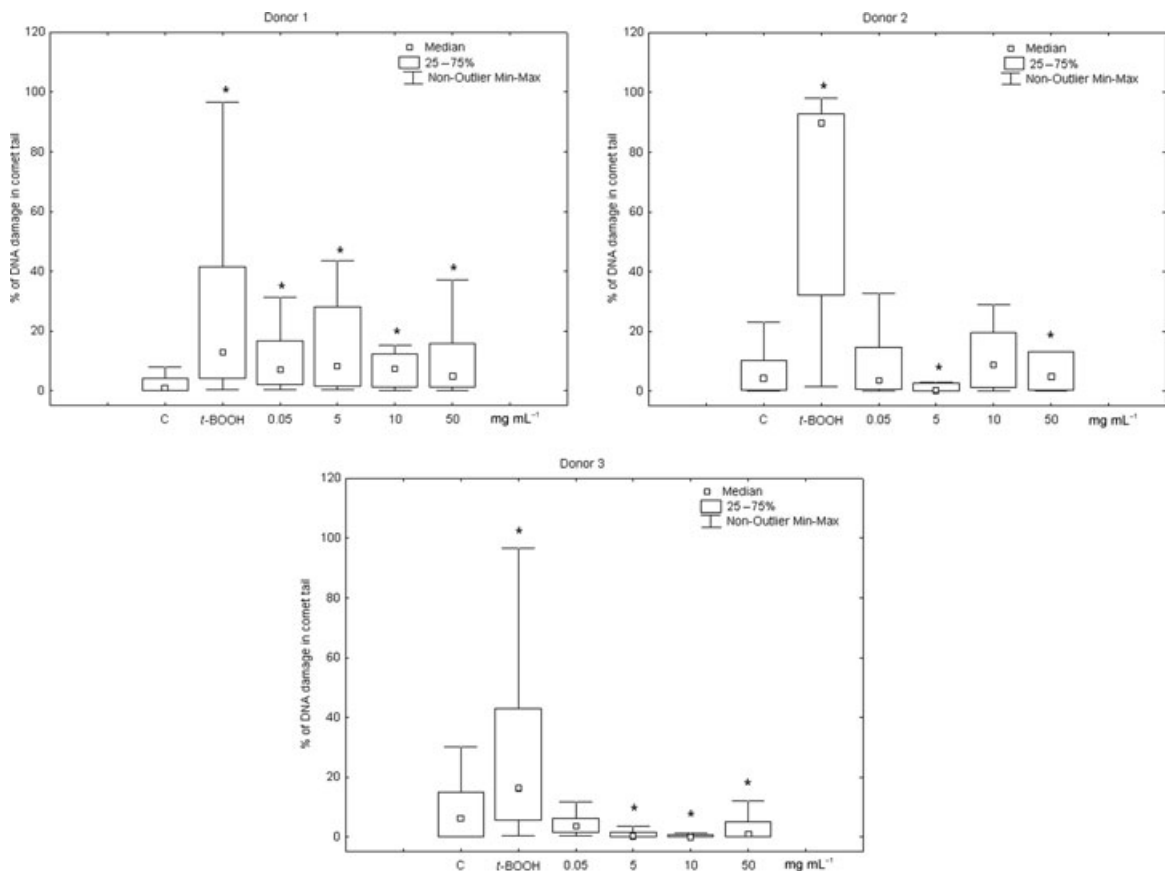 Donor 1
120
100
80
60
40
20
0
% of DNA damage in comet tail
Median
25–75%
Non-Outlier Min-Max
*
*
*
*
*
C t-BOOH 0.05 5 10 50 mg mL⁻¹
Donor 2
120
100
80
60
40
20
0
% of DNA damage in comet tail
Median
25–75%
Non-Outlier Min-Max
*
*
*
C t-BOOH 0.05 5 10 50 mg mL⁻¹
Donor 3
120
100
80
60
40
20
0
% of DNA damage in comet tail
Median
25–75%
Non-Outlier Min-Max
*
*
*
*
C t-BOOH 0.05 5 10 50 mg mL⁻¹